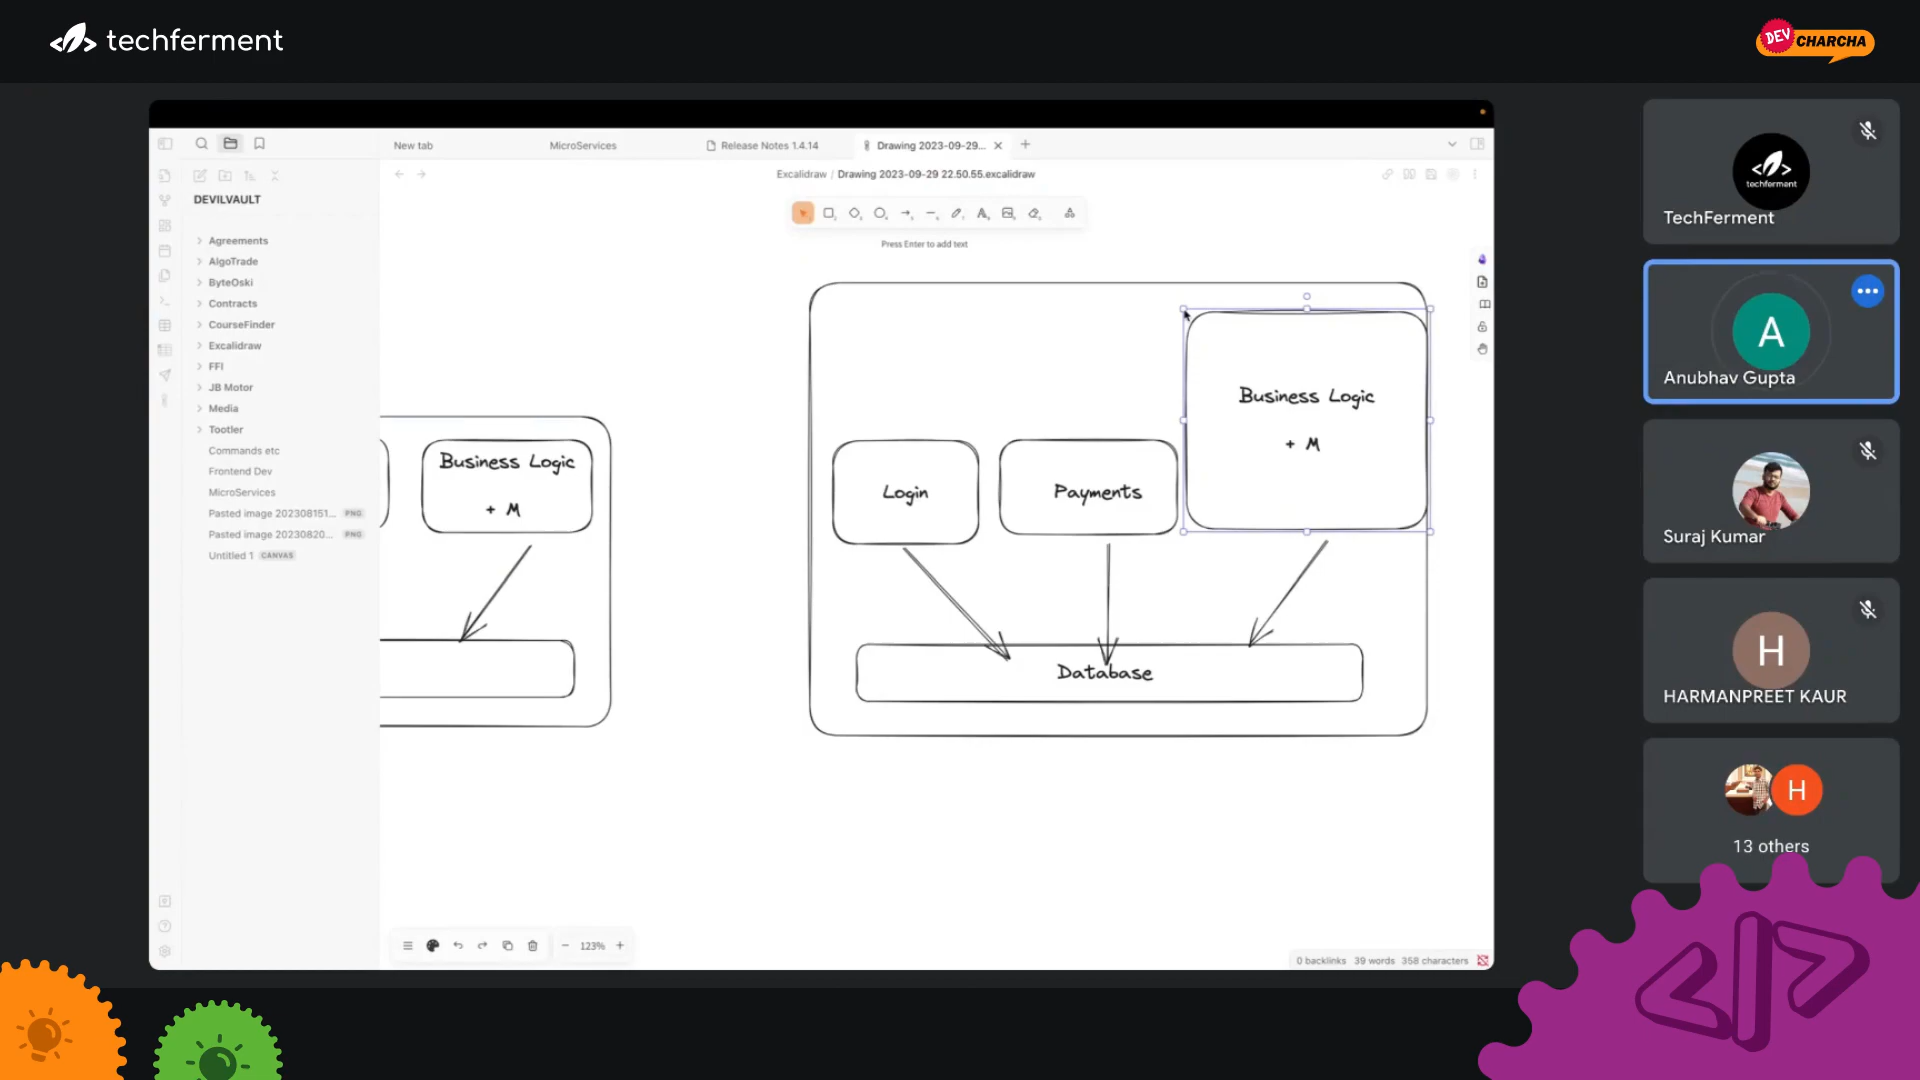 techferment
DEV CHARCHA
New tab
MicroServices
Release Notes 1.4.14
Drawing 2023-09-29...
Excalidraw / Drawing 2023-09-29 22.50.55.excalidraw
DEVILVAULT
Agreements
AlgoTrade
ByteOski
Contracts
CourseFinder
Excalidraw
FFI
JB Motor
Media
Tootler
Commands etc
Frontend Dev
MicroServices
Pasted image 202308151... PNG
Pasted image 20230820... PNG
Untitled 1 CANVAS
Press Enter to add text
Business Logic
+ M
Business Logic
+ M
Login
Payments
Database
123%
0 backlinks 39 words 358 characters
techferment
TechFerment
A
Anubhav Gupta
Suraj Kumar
H
HARMANPREET KAUR
H
13 others